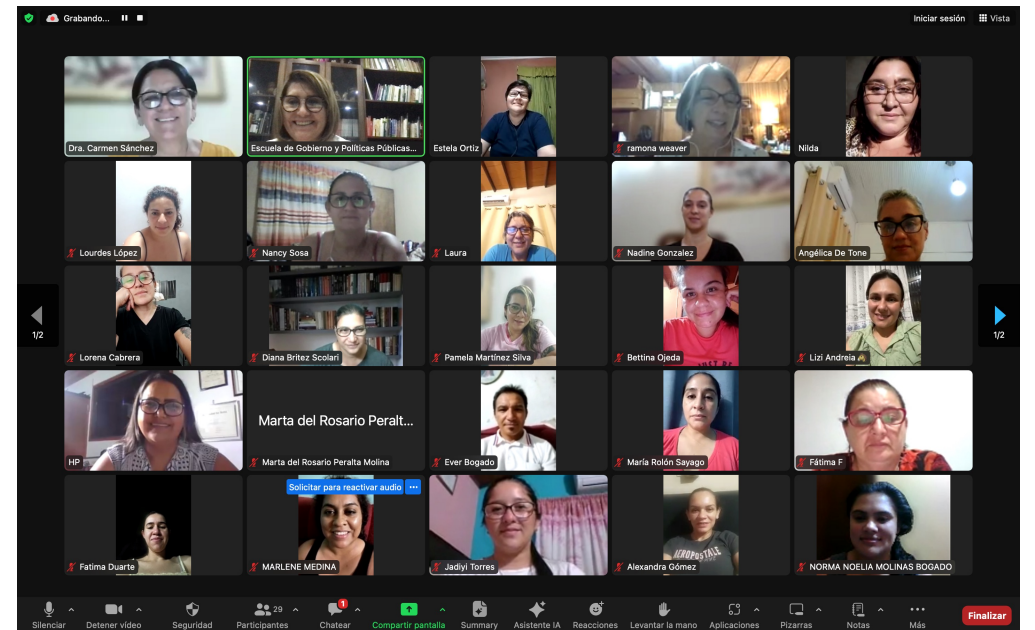 Grabando...
Iniciar sesión
Vista
Dra. Carmen Sánchez
Escuela de Gobierno y Políticas Públicas...
Estela Ortiz
ramona weaver
Nilda
Lourdes López
Nancy Sosa
Laura
Nadine Gonzalez
Angélica De Tone
1/2
Lorena Cabrera
Diana Britez Scolari
Pamela Martínez Silva
Bettina Ojeda
Lizi Andreia
1/2
HP
Marta del Rosario Peralt...
Marta del Rosario Peralta Molina
Ever Bogado
María Rolón Sayago
Fátima F
Solicitar para reactivar audio
Fatima Duarte
MARLENE MEDINA
Jadiyi Torres
AEROPOSTALE
Alexandra Gómez
NORMA NOELIA MOLINAS BOGADO
Silenciar
Detener vídeo
Seguridad
29
Participantes
1
Chatear
Compartir pantalla
Summary
Asistente IA
Reacciones
Levantar la mano
Aplicaciones
Pizarras
Notas
Más
Finalizar